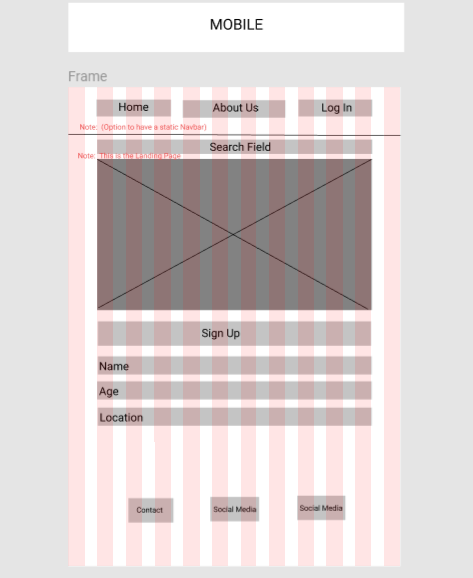 MOBILE
Frame
Home
About Us
Log In
Note: (Option to have a static Navbar)
Search Field
Note: This is the Landing Page
Sign Up
Name
Age
Location
Contact
Social Media
Social Media